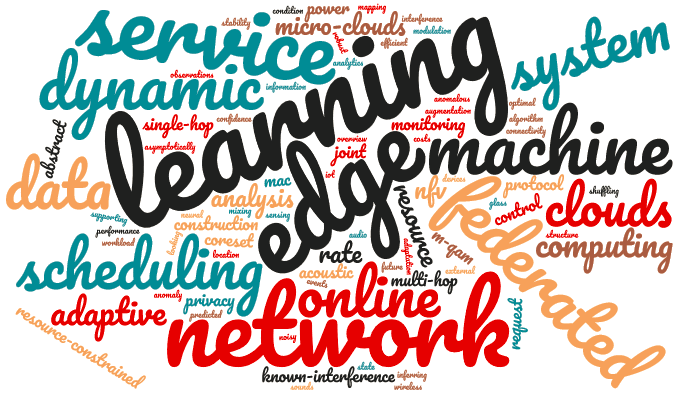 stability
condition
power
mapping
interference
service
micro-clouds
robust
modulation
efficient
analytics
learning
system
dynamic
observations
information
anomalous
augmentation
optimal
algorithm
connectivity
abstract
single-hop
confidence
overview
monitoring
costs
asymptotically
joint
iot
edge
machine
data
mac
analysis
nfv
devices
protocol
shuffling
supporting
neural
mixing
sensing
resource
glass
control
clouds
performance
construction
audio
m-qam
federated
structure
workload
looking
coreset
rate
adaptation
computing
location
scheduling
acoustic
future
external
events
multi-hop
anomaly
privacy
predicted
online
adaptive
request
network
noisy
resource-constrained
state
known-interference
inferring
sounds
wireless